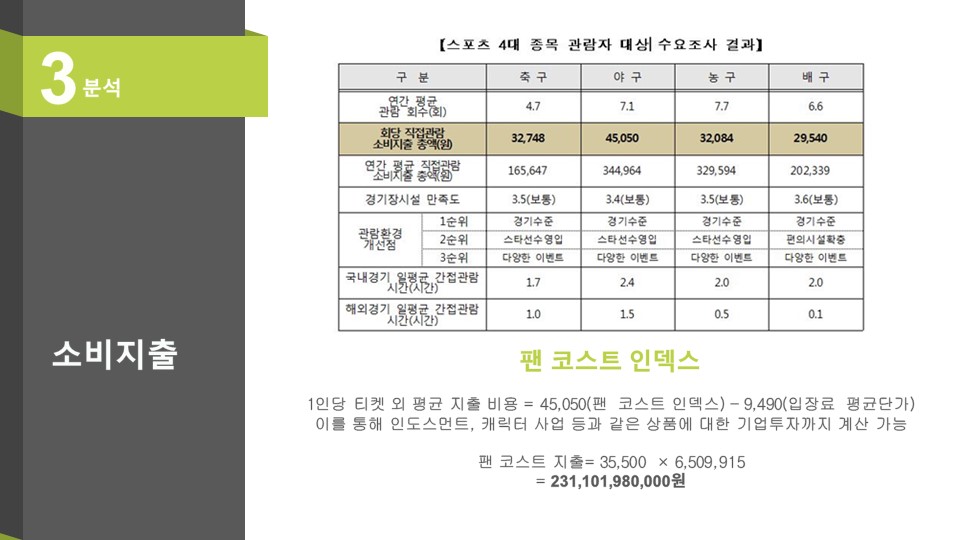 3 분석
소비지출
【스포츠 4대 종목 관람자 대상 수요조사 결과】
구 분 축 구 야 구 농 구 배 구
연간 평균
관람 회수(회) 4.7 7.1 7.7 6.6
회당 직접관람
소비지출 총액(원) 32,748 45,050 32,084 29,540
연간 평균 직접관람
소비지출 총액(원) 165,647 344,964 329,594 202,339
경기장시설 만족도 3.5(보통) 3.4(보통) 3.5(보통) 3.6(보통)
관람환경
개선점
1순위 경기수준 경기수준 경기수준 경기수준
2순위 스타선수영입 스타선수영입 스타선수영입 편의시설확충
3순위 다양한 이벤트 다양한 이벤트 다양한 이벤트 다양한 이벤트
국내경기 일평균 간접관람
시간(시간) 1.7 2.4 2.0 2.0
해외경기 일평균 간접관람
시간(시간) 1.0 1.5 0.5 0.1
팬 코스트 인덱스
1인당 티켓 외 평균 지출 비용 = 45,050(팬 코스트 인덱스) – 9,490(입장료 평균단가)
이를 통해 인도스먼트, 캐릭터 사업 등과 같은 상품에 대한 기업투자까지 계산 가능
팬 코스트 지출= 35,500 × 6,509,915
= 231,101,980,000원